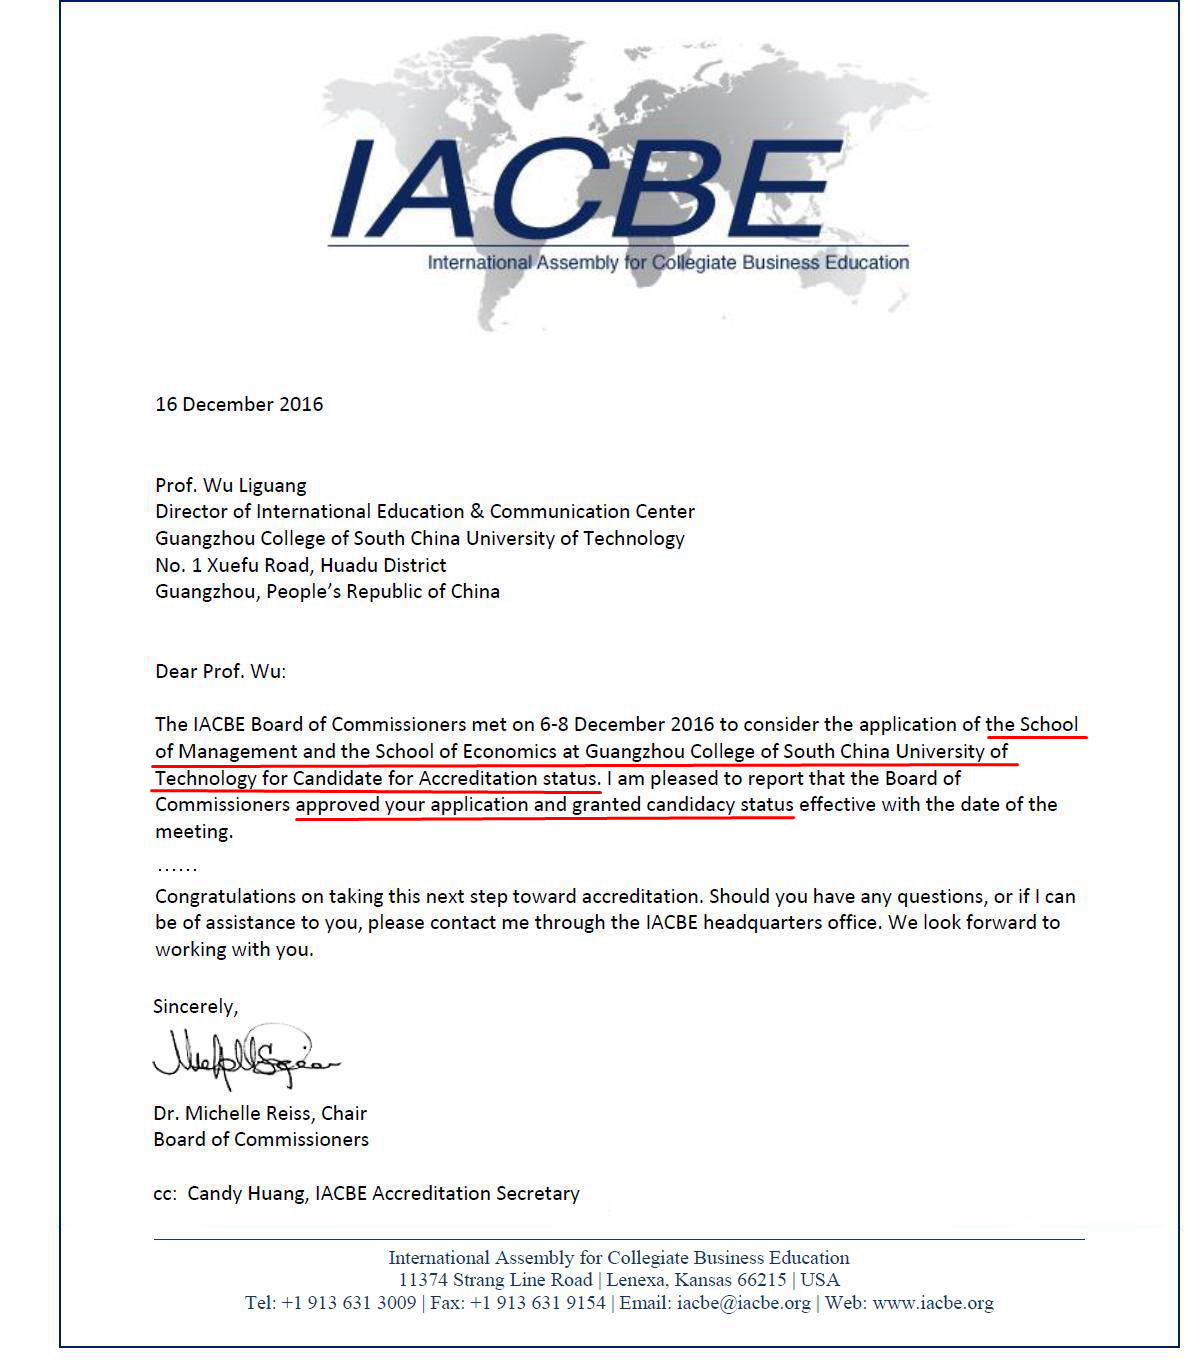 IACBE
International Assembly for Collegiate Business Education
16 December 2016
Prof. Wu Liguang
Director of International Education & Communication Center
Guangzhou College of South China University of Technology
No. 1 Xuefu Road, Huadu District
Guangzhou, People's Republic of China
Dear Prof. Wu:
The IACBE Board of Commissioners met on 6-8 December 2016 to consider the application of the School
of Management and the School of Economics at Guangzhou College of South China University of
Technology for Candidate for Accreditation status. I am pleased to report that the Board of
Commissioners approved your application and granted candidacy status effective with the date of the
meeting.
......
Congratulations on taking this next step toward accreditation. Should you have any questions, or if I can
be of assistance to you, please contact me through the IACBE headquarters office. We look forward to
working with you.
Sincerely,
Dr. Michelle Reiss, Chair
Board of Commissioners
cc: Candy Huang, IACBE Accreditation Secretary
International Assembly for Collegiate Business Education
11374 Strang Line Road | Lenexa, Kansas 66215 | USA
Tel: +1 913 631 3009 | Fax: +1 913 631 9154 | Email: iacbe@iacbe.org | Web: www.iacbe.org